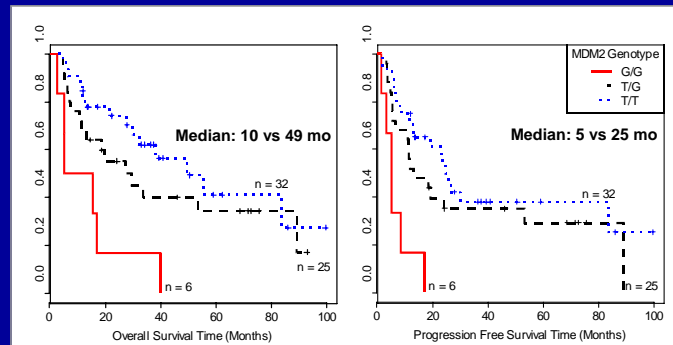 1.0
0.8
0.6
0.4
0.2
0.0
Median: 10 vs 49 mo
n = 32
n = 25
n = 6
0 20 40 60 80 100
Overall Survival Time (Months)
1.0
0.8
0.6
0.4
0.2
0.0
MDM2 Genotype
G/G
T/G
T/T
Median: 5 vs 25 mo
n = 32
n = 6
n = 25
0 20 40 60 80 100
Progression Free Survival Time (Months)